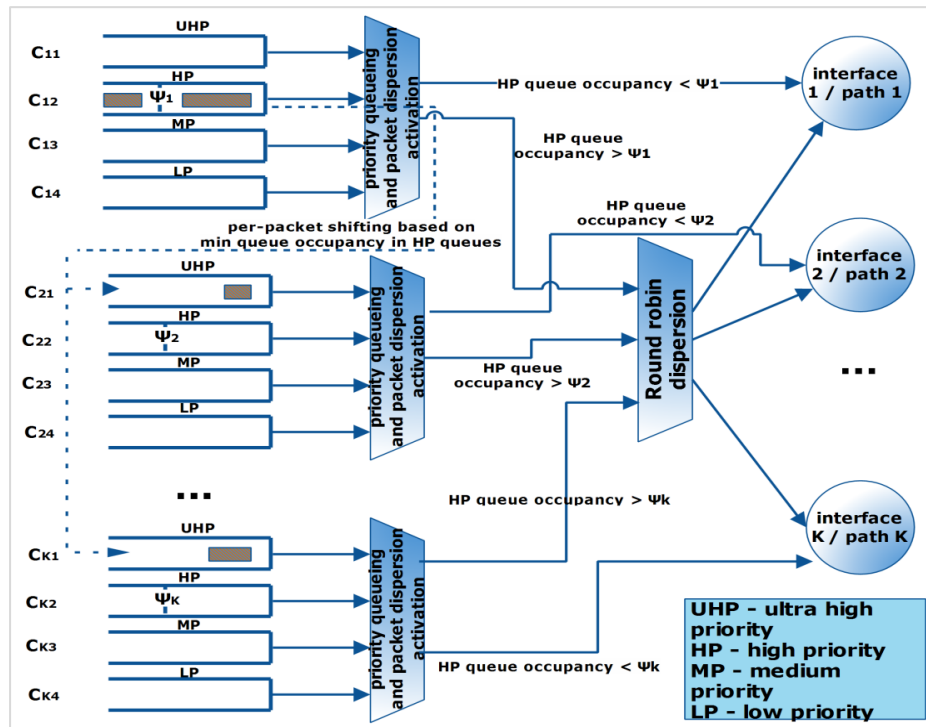 UHP
C11
HP
C12
Ψ1
MP
C13
LP
C14
priority queueing
and packet dispersion
activation
HP queue occupancy < Ψ1
HP queue
occupancy > Ψ1
interface
1 / path 1
per-packet shifting based on
min queue occupancy in HP queues
HP queue
occupancy < Ψ2
UHP
C21
HP
C22
Ψ2
MP
C23
LP
C24
priority queueing
and packet dispersion
activation
HP queue
occupancy > Ψ2
Round robin
dispersion
interface
2 / path 2
...
...
UHP
CK1
HP
CK2
ΨK
MP
CK3
LP
CK4
priority queueing
and packet dispersion
activation
HP queue occupancy > Ψk
HP queue occupancy < Ψk
interface
K / path K
UHP - ultra high
priority
HP - high priority
MP - medium
priority
LP - low priority